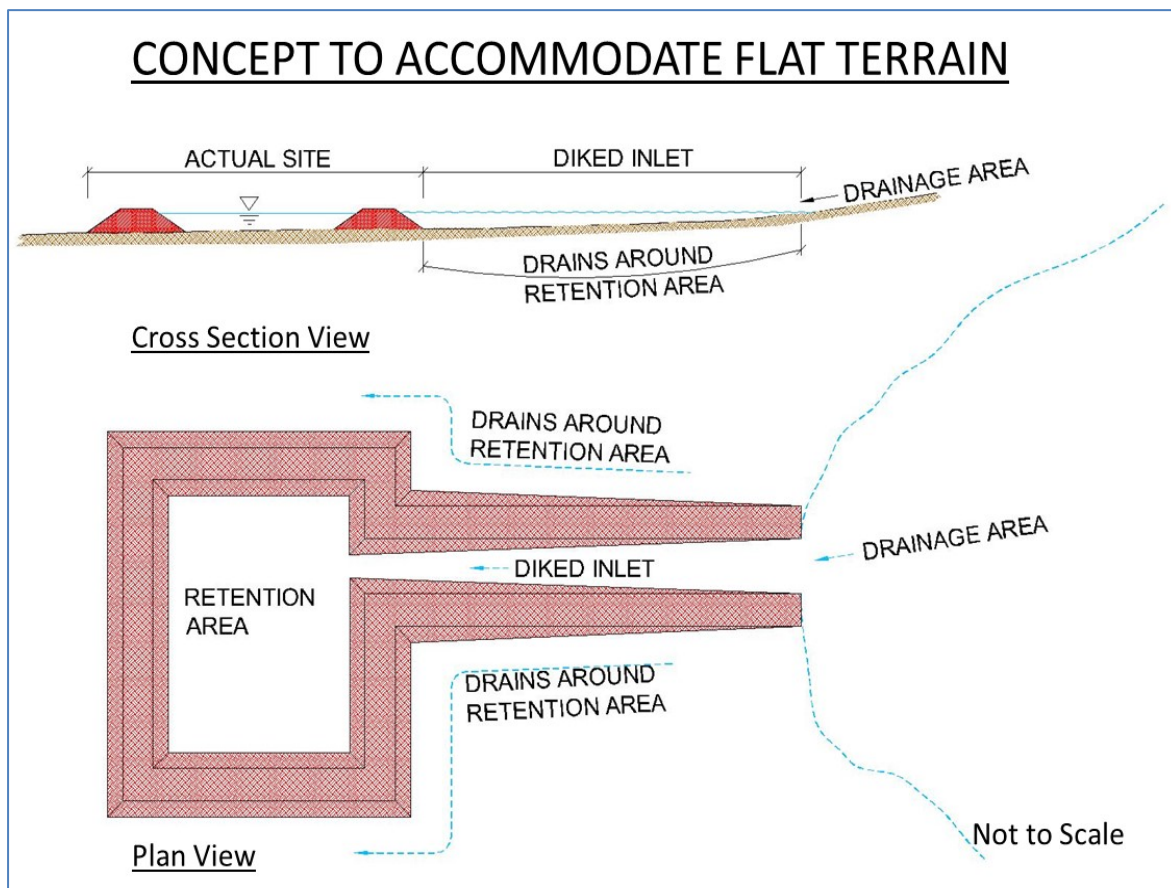 CONCEPT TO ACCOMMODATE FLAT TERRAIN
ACTUAL SITE
DIKED INLET
DRAINAGE AREA
DRAINS AROUND
RETENTION AREA
Cross Section View
DRAINS AROUND
RETENTION AREA
DRAINAGE AREA
DIKED INLET
RETENTION
AREA
DRAINS AROUND
RETENTION AREA
Not to Scale
Plan View